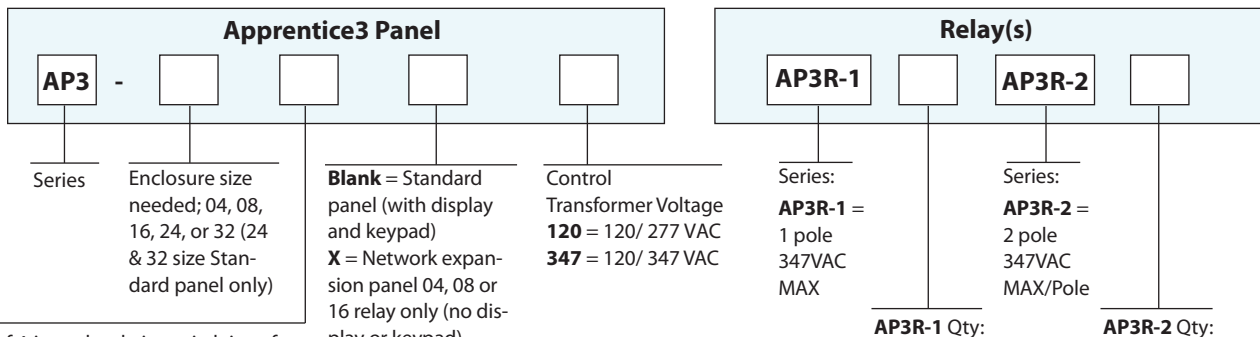 Apprentice3 Panel
AP3 -
Series
Enclosure size
needed; 04, 08,
16, 24, or 32 (24
& 32 size Stan-
dard panel only)
Blank = Standard
panel (with display
and keypad)
X = Network expan-
sion panel 04, 08 or
16 relay only (no dis-
play or keypad)
Control
Transformer Voltage
120 = 120/ 277 VAC
347 = 120/ 347 VAC
Relay(s)
AP3R-1
AP3R-2
Series:
AP3R-1 =
1 pole
347VAC
MAX
Series:
AP3R-2 =
2 pole
347VAC
MAX/Pole
AP3R-1 Qty:
AP3R-2 Qty: